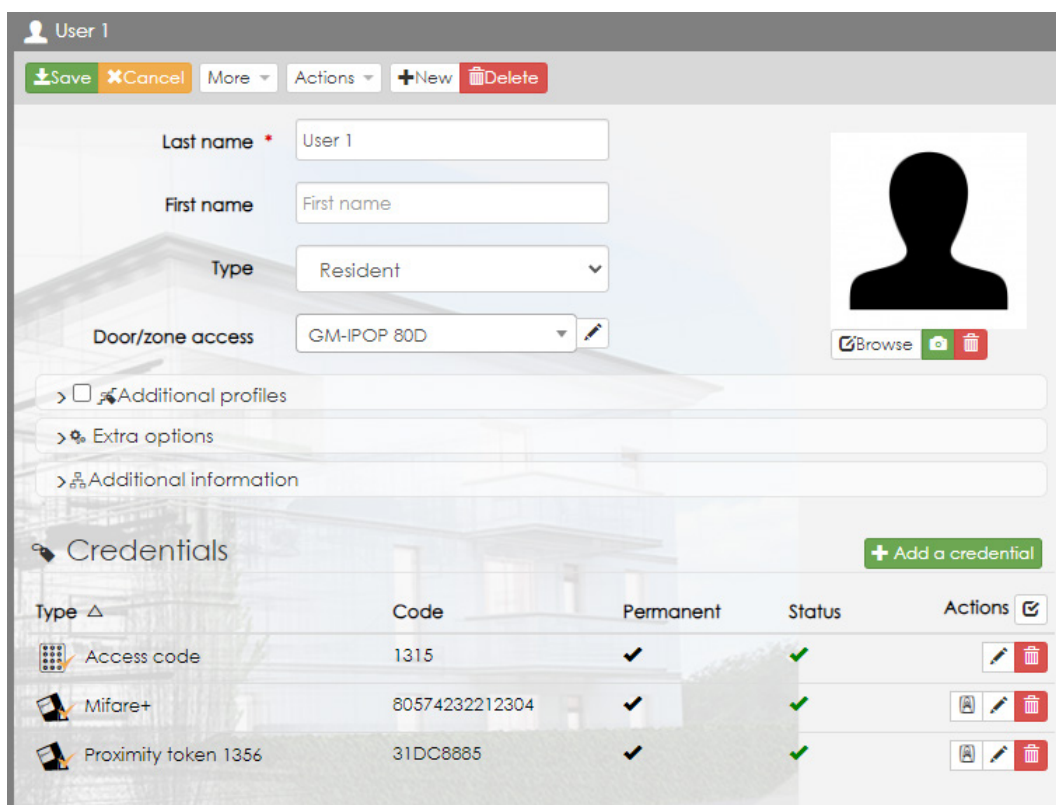 User 1
Save Cancel More Actions New Delete
Last name * User 1
First name First name
Type Resident
Door/zone access GM-IPOP 80D
Browse
Additional profiles
Extra options
Additional information
Credentials
Add a credential
Type Code Permanent Status Actions
Access code 1315
Mifare+ 80574232212304
Proximity token 1356 31DC8885